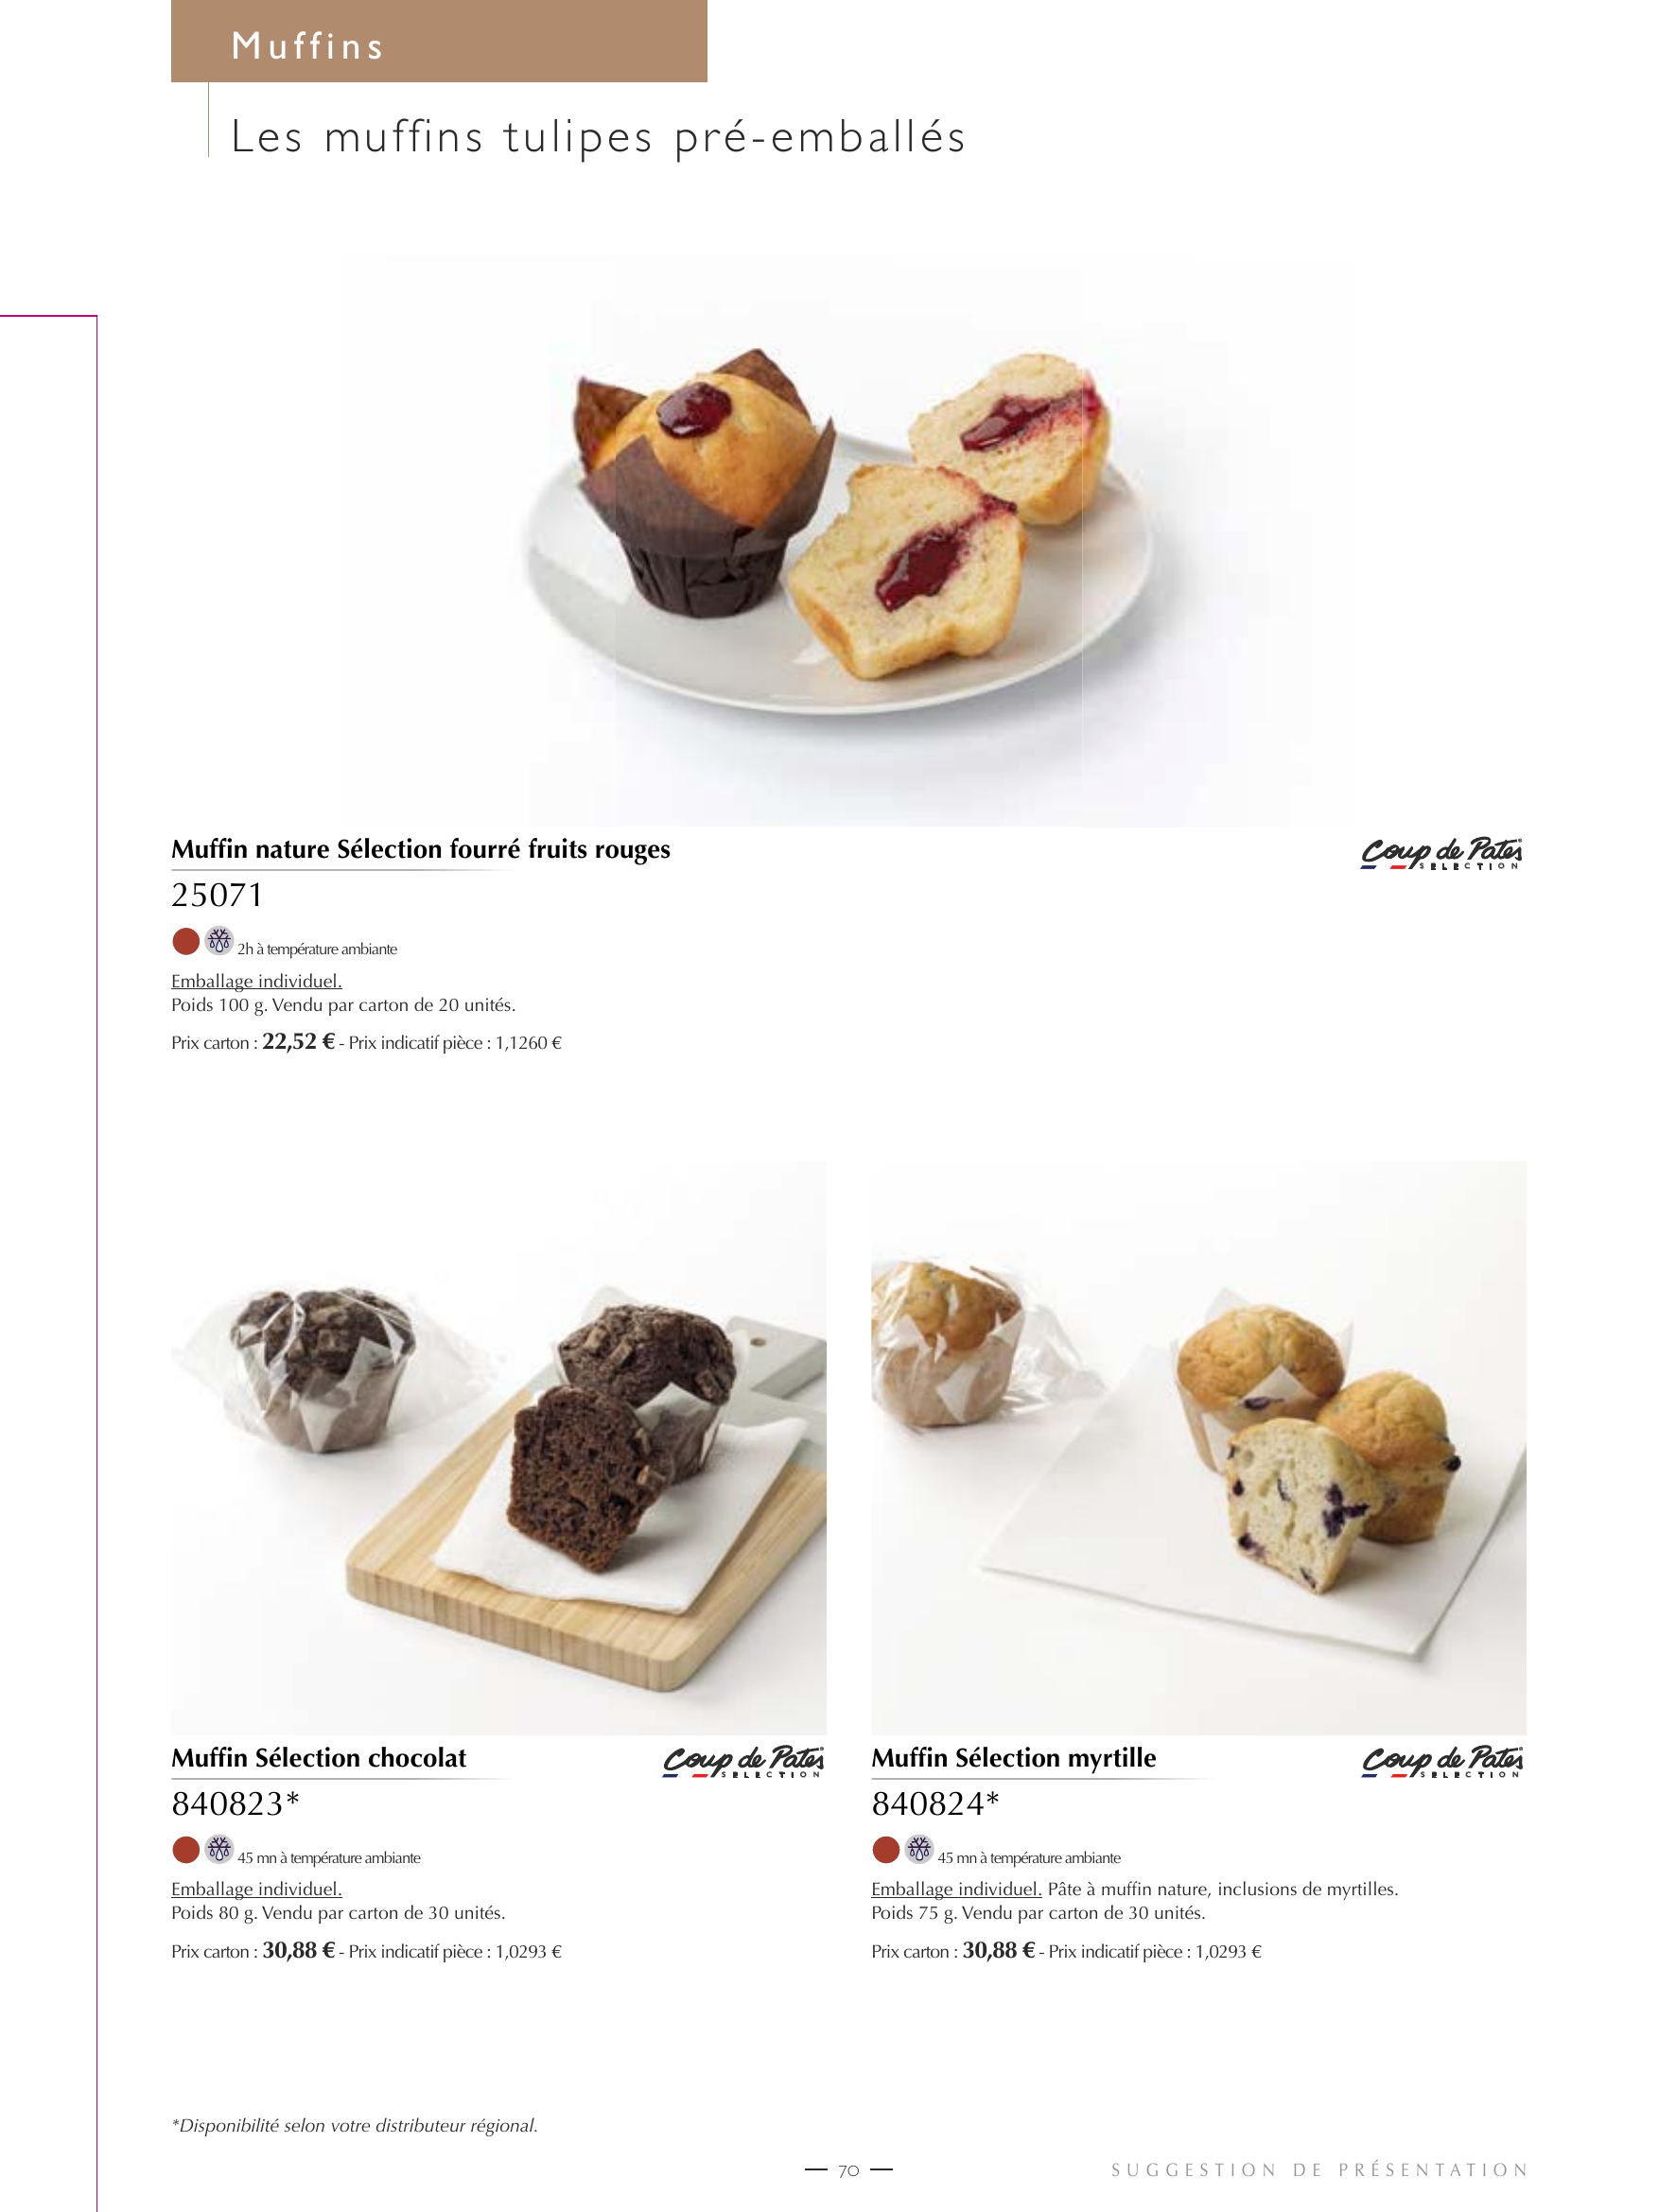 Muffins
Les muffins tulipes pré-emballés
Muffin nature Sélection fourré fruits rouges
Coup de Pates
SELECTION
25071
2h à température ambiante
Emballage individuel.
Poids 100 g. Vendu par carton de 20 unités.
Prix carton : 22,52 € - Prix indicatif pièce : 1,1260 €
Muffin Sélection chocolat
Coup de Pates
SELECTION
840823*
45 mn à température ambiante
Emballage individuel.
Poids 80 g. Vendu par carton de 30 unités.
Prix carton : 30,88 € - Prix indicatif pièce : 1,0293 €
Muffin Sélection myrtille
Coup de Pates
SELECTION
840824*
45 mn à température ambiante
Emballage individuel. Pâte à muffin nature, inclusions de myrtilles.
Poids 75 g. Vendu par carton de 30 unités.
Prix carton : 30,88 € - Prix indicatif pièce : 1,0293 €
*Disponibilité selon votre distributeur régional.
70
SUGGESTION DE PRÉSENTATION